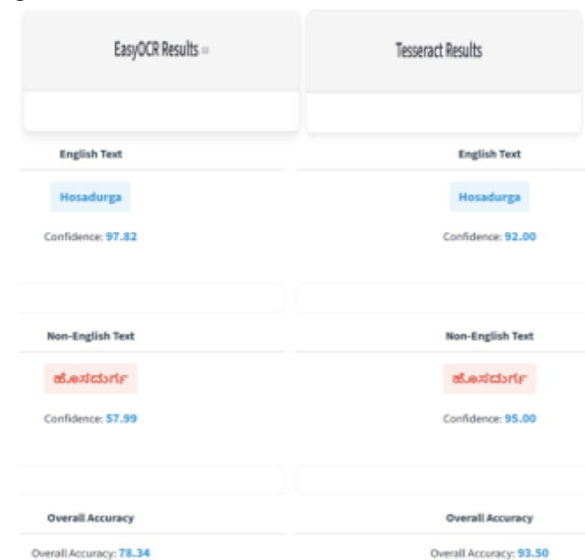 EasyOCR Results
Tesseract Results
English Text
English Text
Hosadurga
Hosadurga
Confidence: 97.82
Confidence: 92.00
Non-English Text
Non-English Text
ಹೊಸದುರ್ಗ
ಹೊಸದುರ್ಗ
Confidence: 57.99
Confidence: 95.00
Overall Accuracy
Overall Accuracy
Overall Accuracy: 78.34
Overall Accuracy: 93.50